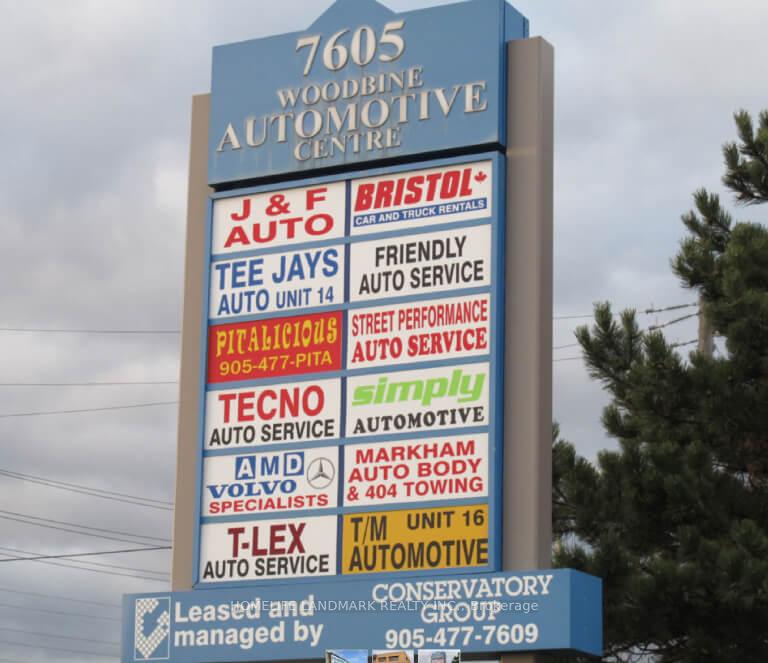 7605
WOODBINE
AUTOMOTIVE
CENTRE
J & F
AUTO
BRISTOL
CAR AND TRUCK RENTALS
TEE JAYS
AUTO UNIT 14
FRIENDLY
AUTO SERVICE
PITALICIOUS
905-477-PITA
STREET PERFORMANCE
AUTO SERVICE
TECNO
AUTO SERVICE
simply
AUTOMOTIVE
AMD
VOLVO
SPECIALISTS
MARKHAM
AUTO BODY
& 404 TOWING
T-LEX
AUTO SERVICE
T/M UNIT 16
AUTOMOTIVE
Leased and
managed by
CONSERVATORY
GROUP
905-477-7609
HOMELIFE LANDMARK REALTY INC., Brokerage